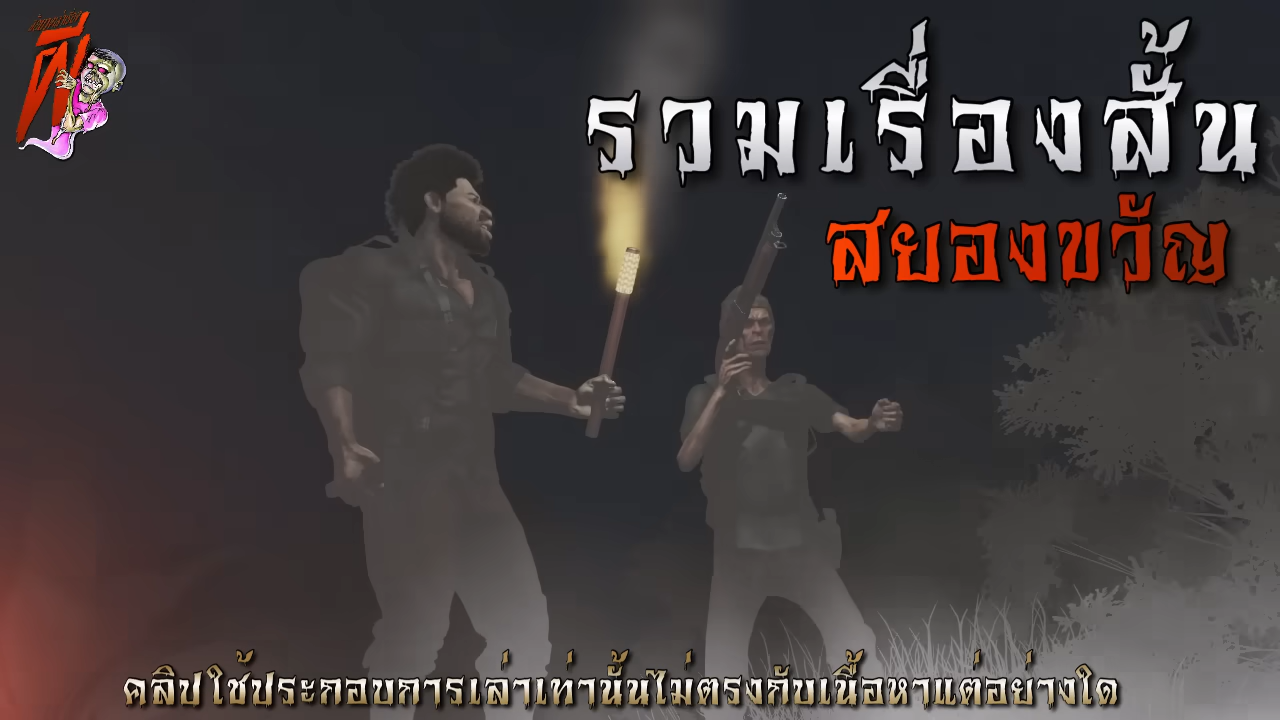 ผี
รวมเรื่องสั้น
สยองขวัญ
คลิปใช้ประกอบการเล่าเท่านั้นไม่ตรงกับเนื้อหาแต่อย่างใด